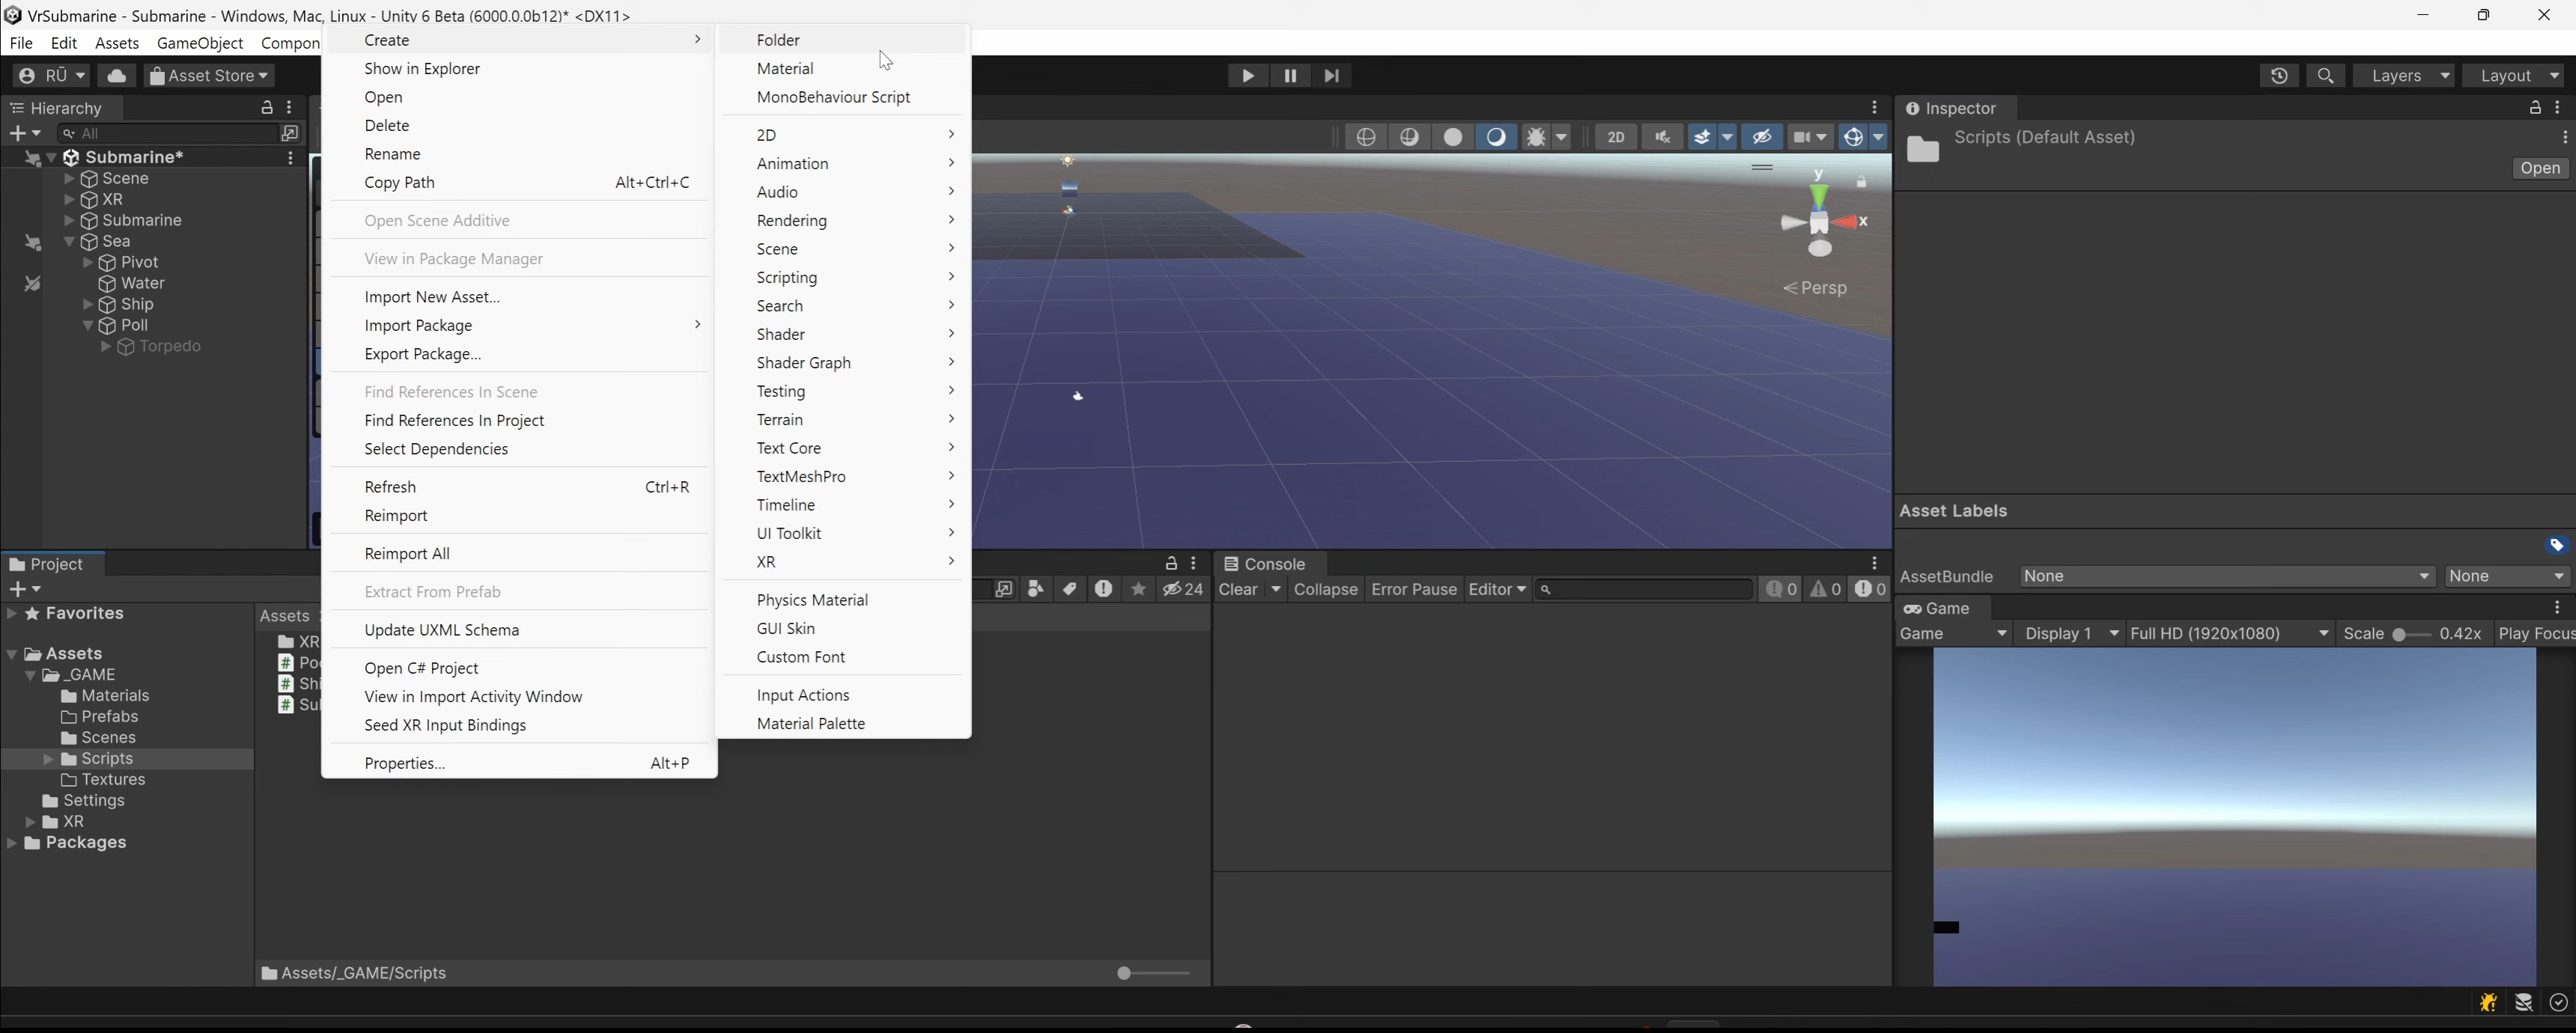 VrSubmarine - Submarine - Windows, Mac, Linux - Unity 6 Beta (6000.0.0b12)* <DX11>
File Edit Assets GameObject Compon
RŪ Asset Store Layers Layout
Hierarchy
All
Submarine*
Scene
XR
Submarine
Sea
Pivot
Water
Ship
Poll
Torpedo
Create
Show in Explorer
Open
Delete
Rename
Copy Path Alt+Ctrl+C
Open Scene Additive
View in Package Manager
Import New Asset...
Import Package
Export Package...
Find References In Scene
Find References In Project
Select Dependencies
Refresh Ctrl+R
Reimport
Reimport All
Extract From Prefab
Update UXML Schema
Open C# Project
View in Import Activity Window
Seed XR Input Bindings
Properties... Alt+P
Folder
Material
MonoBehaviour Script
2D
Animation
Audio
Rendering
Scene
Scripting
Search
Shader
Shader Graph
Testing
Terrain
Text Core
TextMeshPro
Timeline
UI Toolkit
XR
Physics Material
GUI Skin
Custom Font
Input Actions
Material Palette
2D
y
x
Persp
Inspector
Scripts (Default Asset)
Open
Asset Labels
AssetBundle None None
Project
24
Favorites
Assets
_GAME
Materials
Prefabs
Scenes
Scripts
Textures
Settings
XR
Packages
Assets
XR
Po
Shi
Su
Assets/_GAME/Scripts
Console
Clear Collapse Error Pause Editor 0 0 0
Game
Game Display 1 Full HD (1920x1080) Scale 0.42x Play Focus